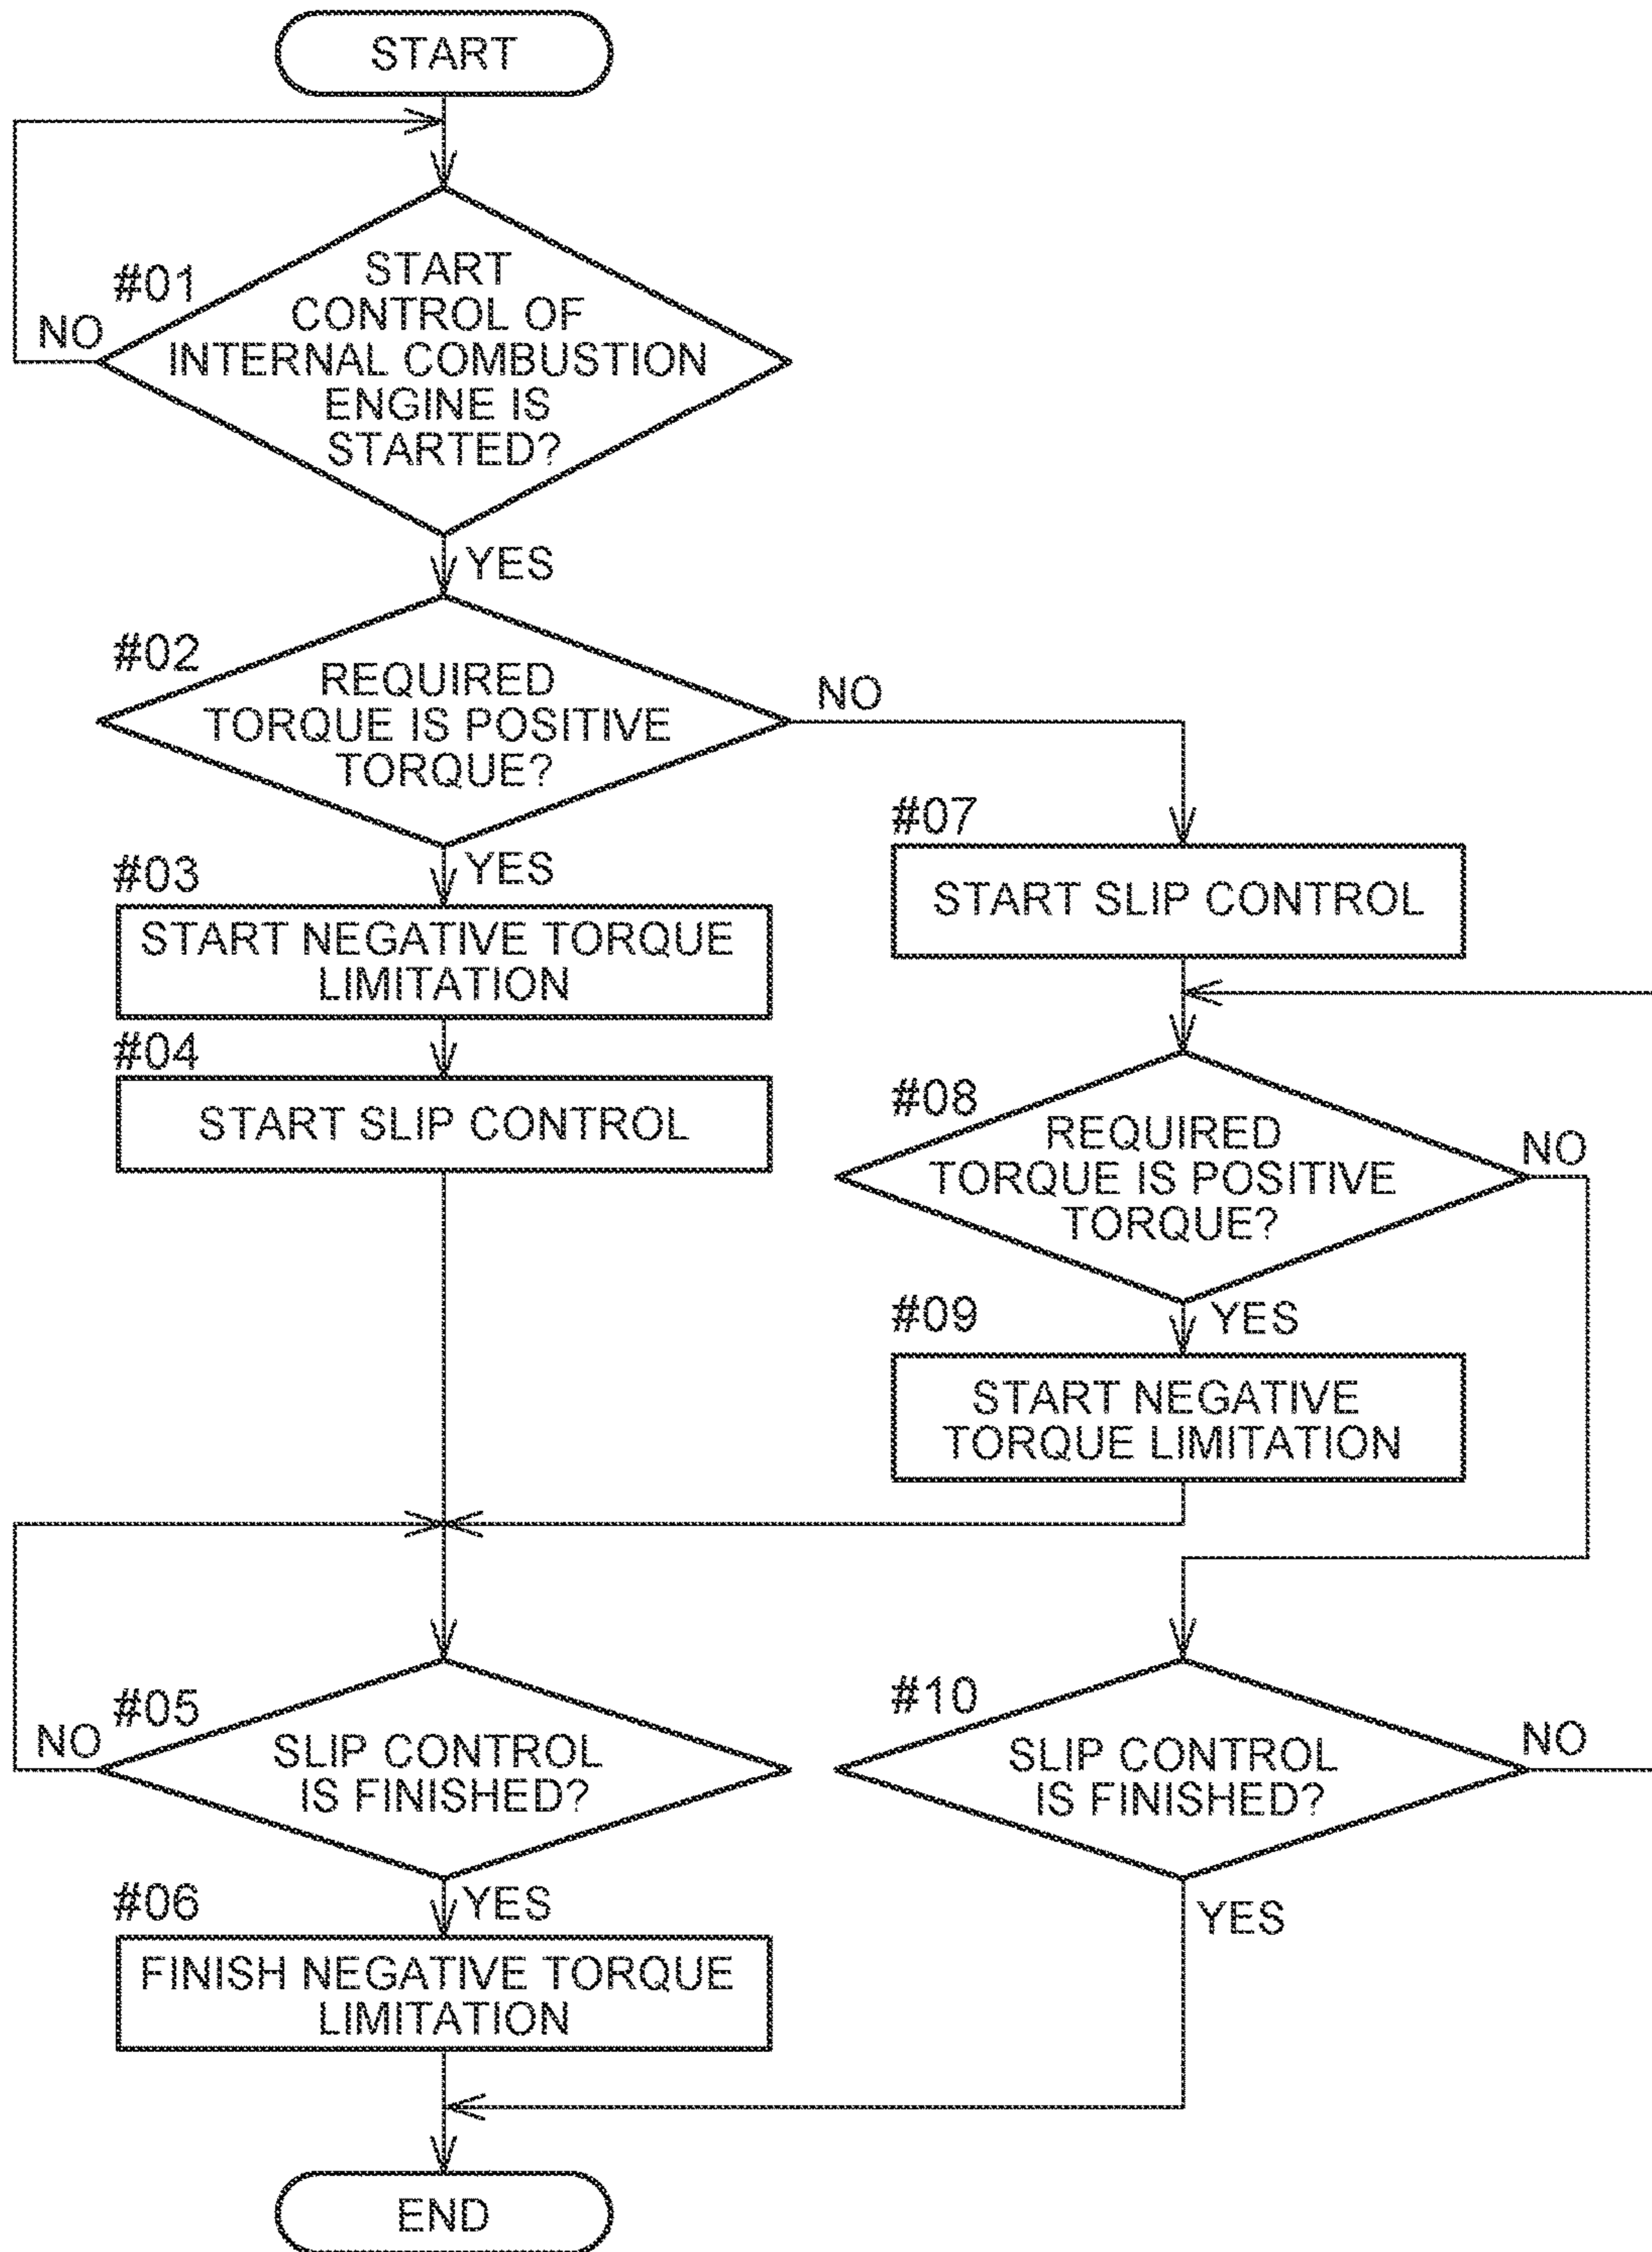 START
#01
START
CONTROL OF
INTERNAL COMBUSTION
ENGINE IS
STARTED?
NO
YES
#02
REQUIRED
TORQUE IS POSITIVE
TORQUE?
NO
YES
#03
START NEGATIVE TORQUE
LIMITATION
#04
START SLIP CONTROL
#07
START SLIP CONTROL
#08
REQUIRED
TORQUE IS POSITIVE
TORQUE?
NO
YES
#09
START NEGATIVE
TORQUE LIMITATION
#05
SLIP CONTROL
IS FINISHED?
NO
YES
#06
FINISH NEGATIVE TORQUE
LIMITATION
#10
SLIP CONTROL
IS FINISHED?
NO
YES
END